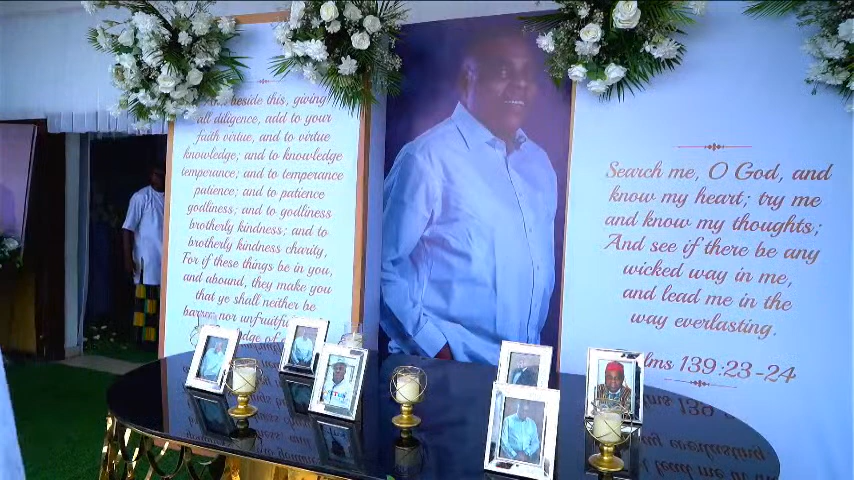 beside this, giving
all diligence, add to your
faith virtue, and to virtue
knowledge; and to knowledge
temperance; and to temperance
patience; and to patience
godliness; and to godliness
brotherly kindness; and to
brotherly kindness charity.
For if these things be in you,
and abound, they make you
that ye shall neither be
nor unfruitful
Search me, O God, and
know my heart; try me
and know my thoughts;
And see if there be any
wicked way in me,
and lead me in the
way everlasting.
lms 139:23-24